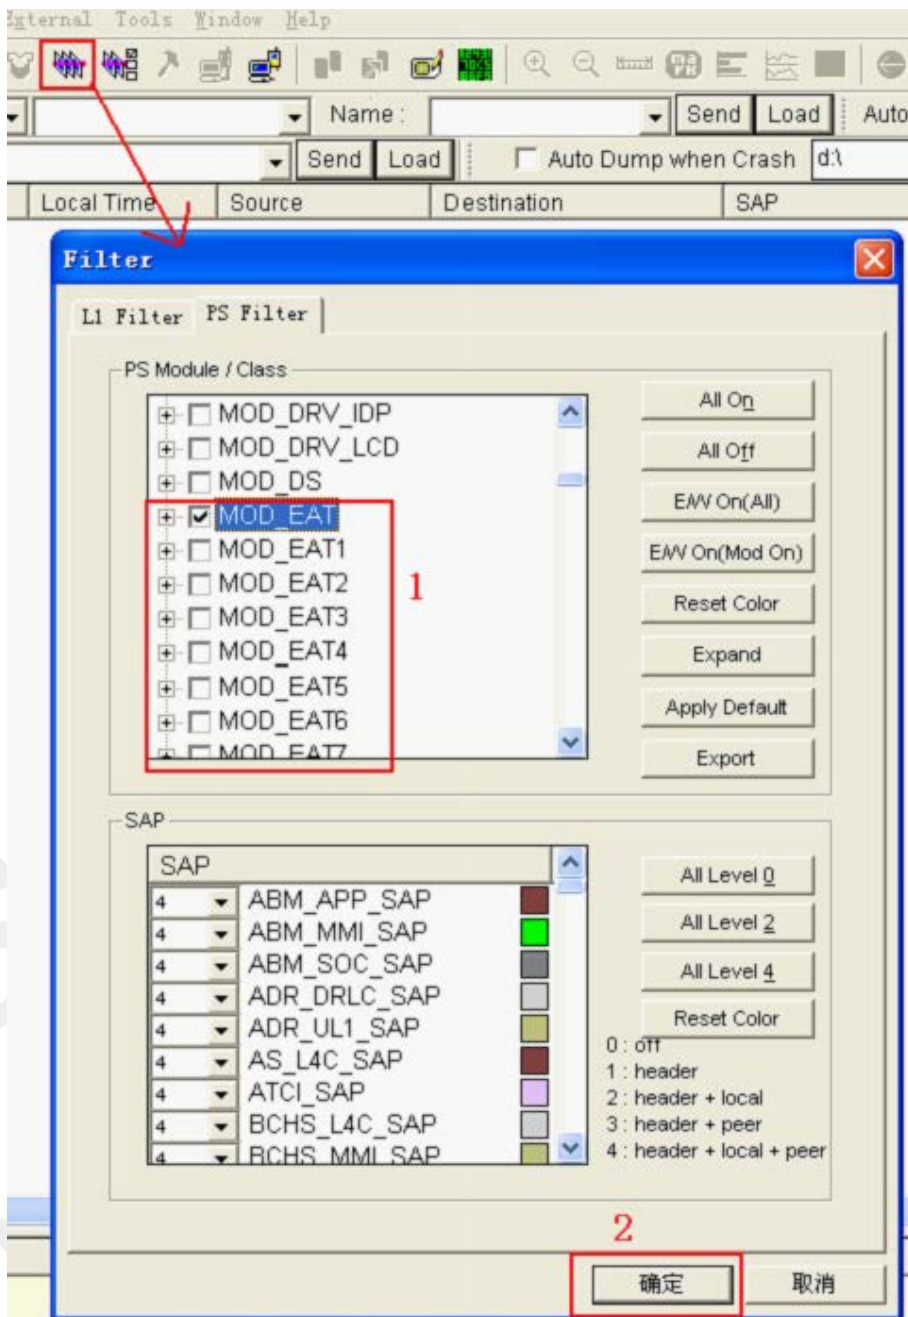 External Tools Window Help
Name : Send Load Auto
Send Load Auto Dump when Crash d:\
Local Time Source Destination SAP
Filter
L1 Filter PS Filter
PS Module / Class
MOD_DRV_IDP
MOD_DRV_LCD
MOD_DS
MOD_EAT
MOD_EAT1
MOD_EAT2
MOD_EAT3
MOD_EAT4
MOD_EAT5
MOD_EAT6
MOD_EAT7
1
All On
All Off
E/W On(All)
E/W On(Mod On)
Reset Color
Expand
Apply Default
Export
SAP
SAP
4 ABM_APP_SAP
4 ABM_MMI_SAP
4 ABM_SOC_SAP
4 ADR_DRLC_SAP
4 ADR_UL1_SAP
4 AS_L4C_SAP
4 ATCI_SAP
4 BCHS_L4C_SAP
4 BCHS_MMI_SAP
All Level 0
All Level 2
All Level 4
Reset Color
0 : off
1 : header
2 : header + local
3 : header + peer
4 : header + local + peer
2
确定 取消